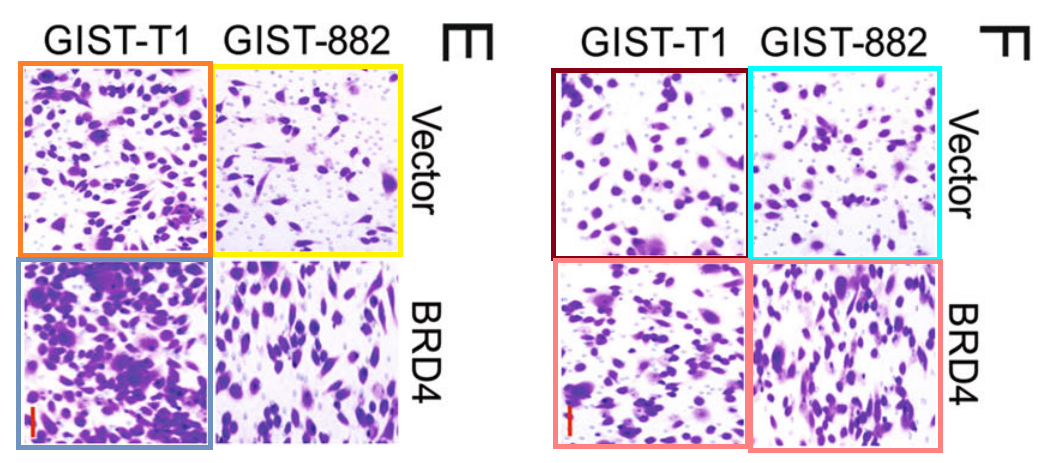 GIST-T1 GIST-882 E
Vector
BRD4
GIST-T1 GIST-882 F
Vector
BRD4